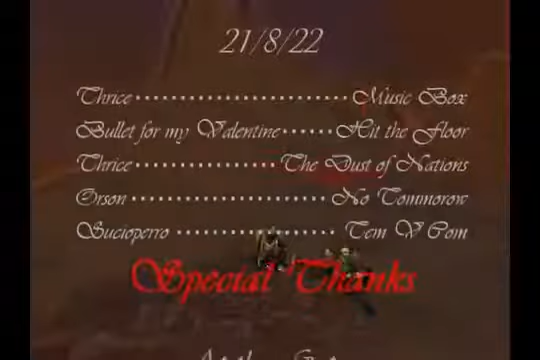 21/8/22
Thrice........................Music Box
Bullet for my Valentine......Hit the Floor
Thrice.................The Dust of Nations
Orson........................No Tommorow
Sucioperro ...................Tem V Com
Special Thanks